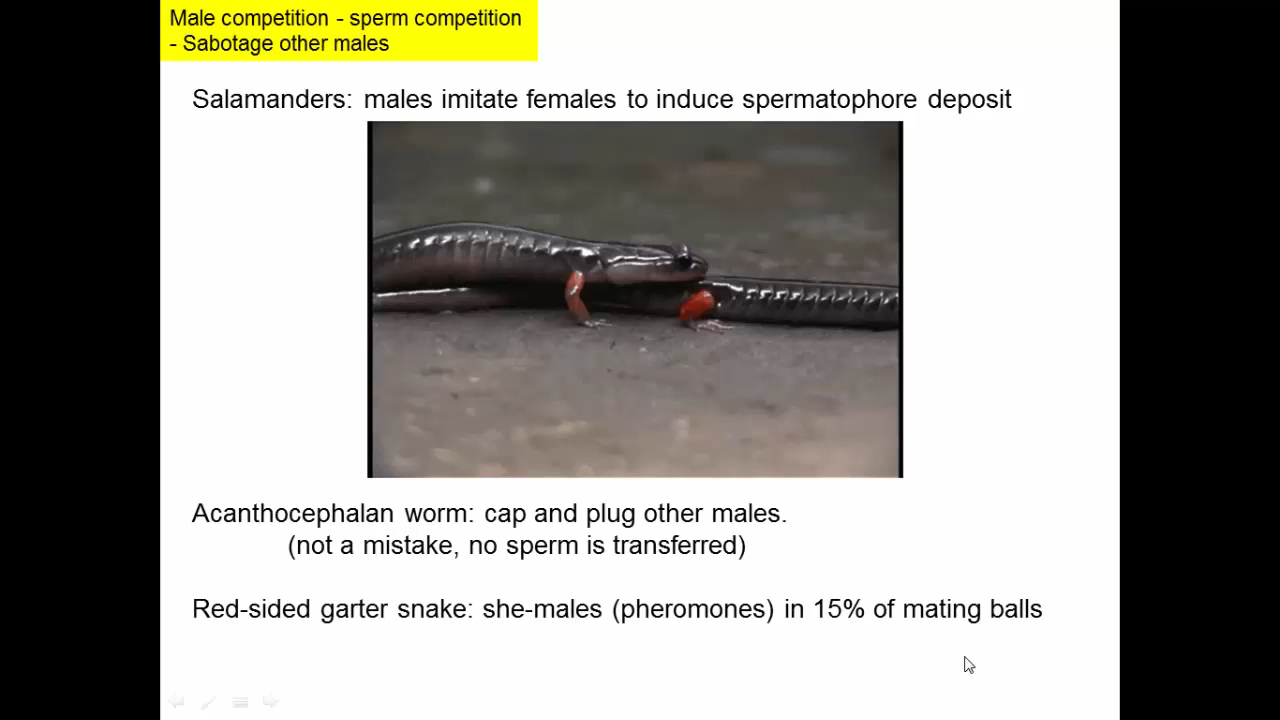 Male competition - sperm competition
- Sabotage other males
Salamanders: males imitate females to induce spermatophore deposit
Acanthocephalan worm: cap and plug other males.
(not a mistake, no sperm is transferred)
Red-sided garter snake: she-males (pheromones) in 15% of mating balls